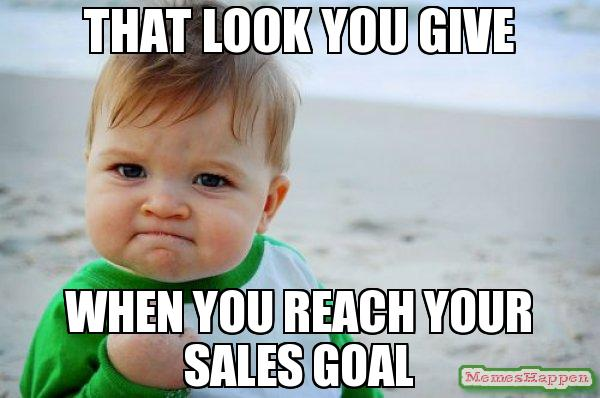 THAT LOOK YOU GIVE
WHEN YOU REACH YOUR
SALES GOAL
MemesHappen